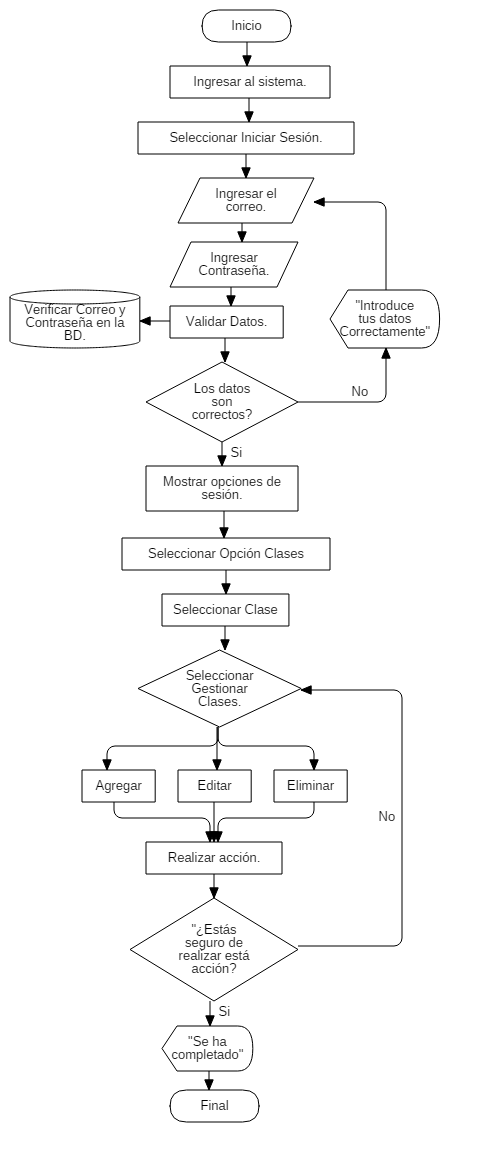 Inicio
Ingresar al sistema.
Seleccionar Iniciar Sesión.
Ingresar el
correo.
Ingresar
Contraseña.
Verificar Correo y
Contraseña en la
BD.
Validar Datos.
"Introduce
tus datos
Correctamente"
Los datos
son
correctos?
No
Si
Mostrar opciones de
sesión.
Seleccionar Opción Clases
Seleccionar Clase
Seleccionar
Gestionar
Clases.
Agregar
Editar
Eliminar
No
Realizar acción.
"¿Estás
seguro de
realizar está
acción?
Si
"Se ha
completado"
Final